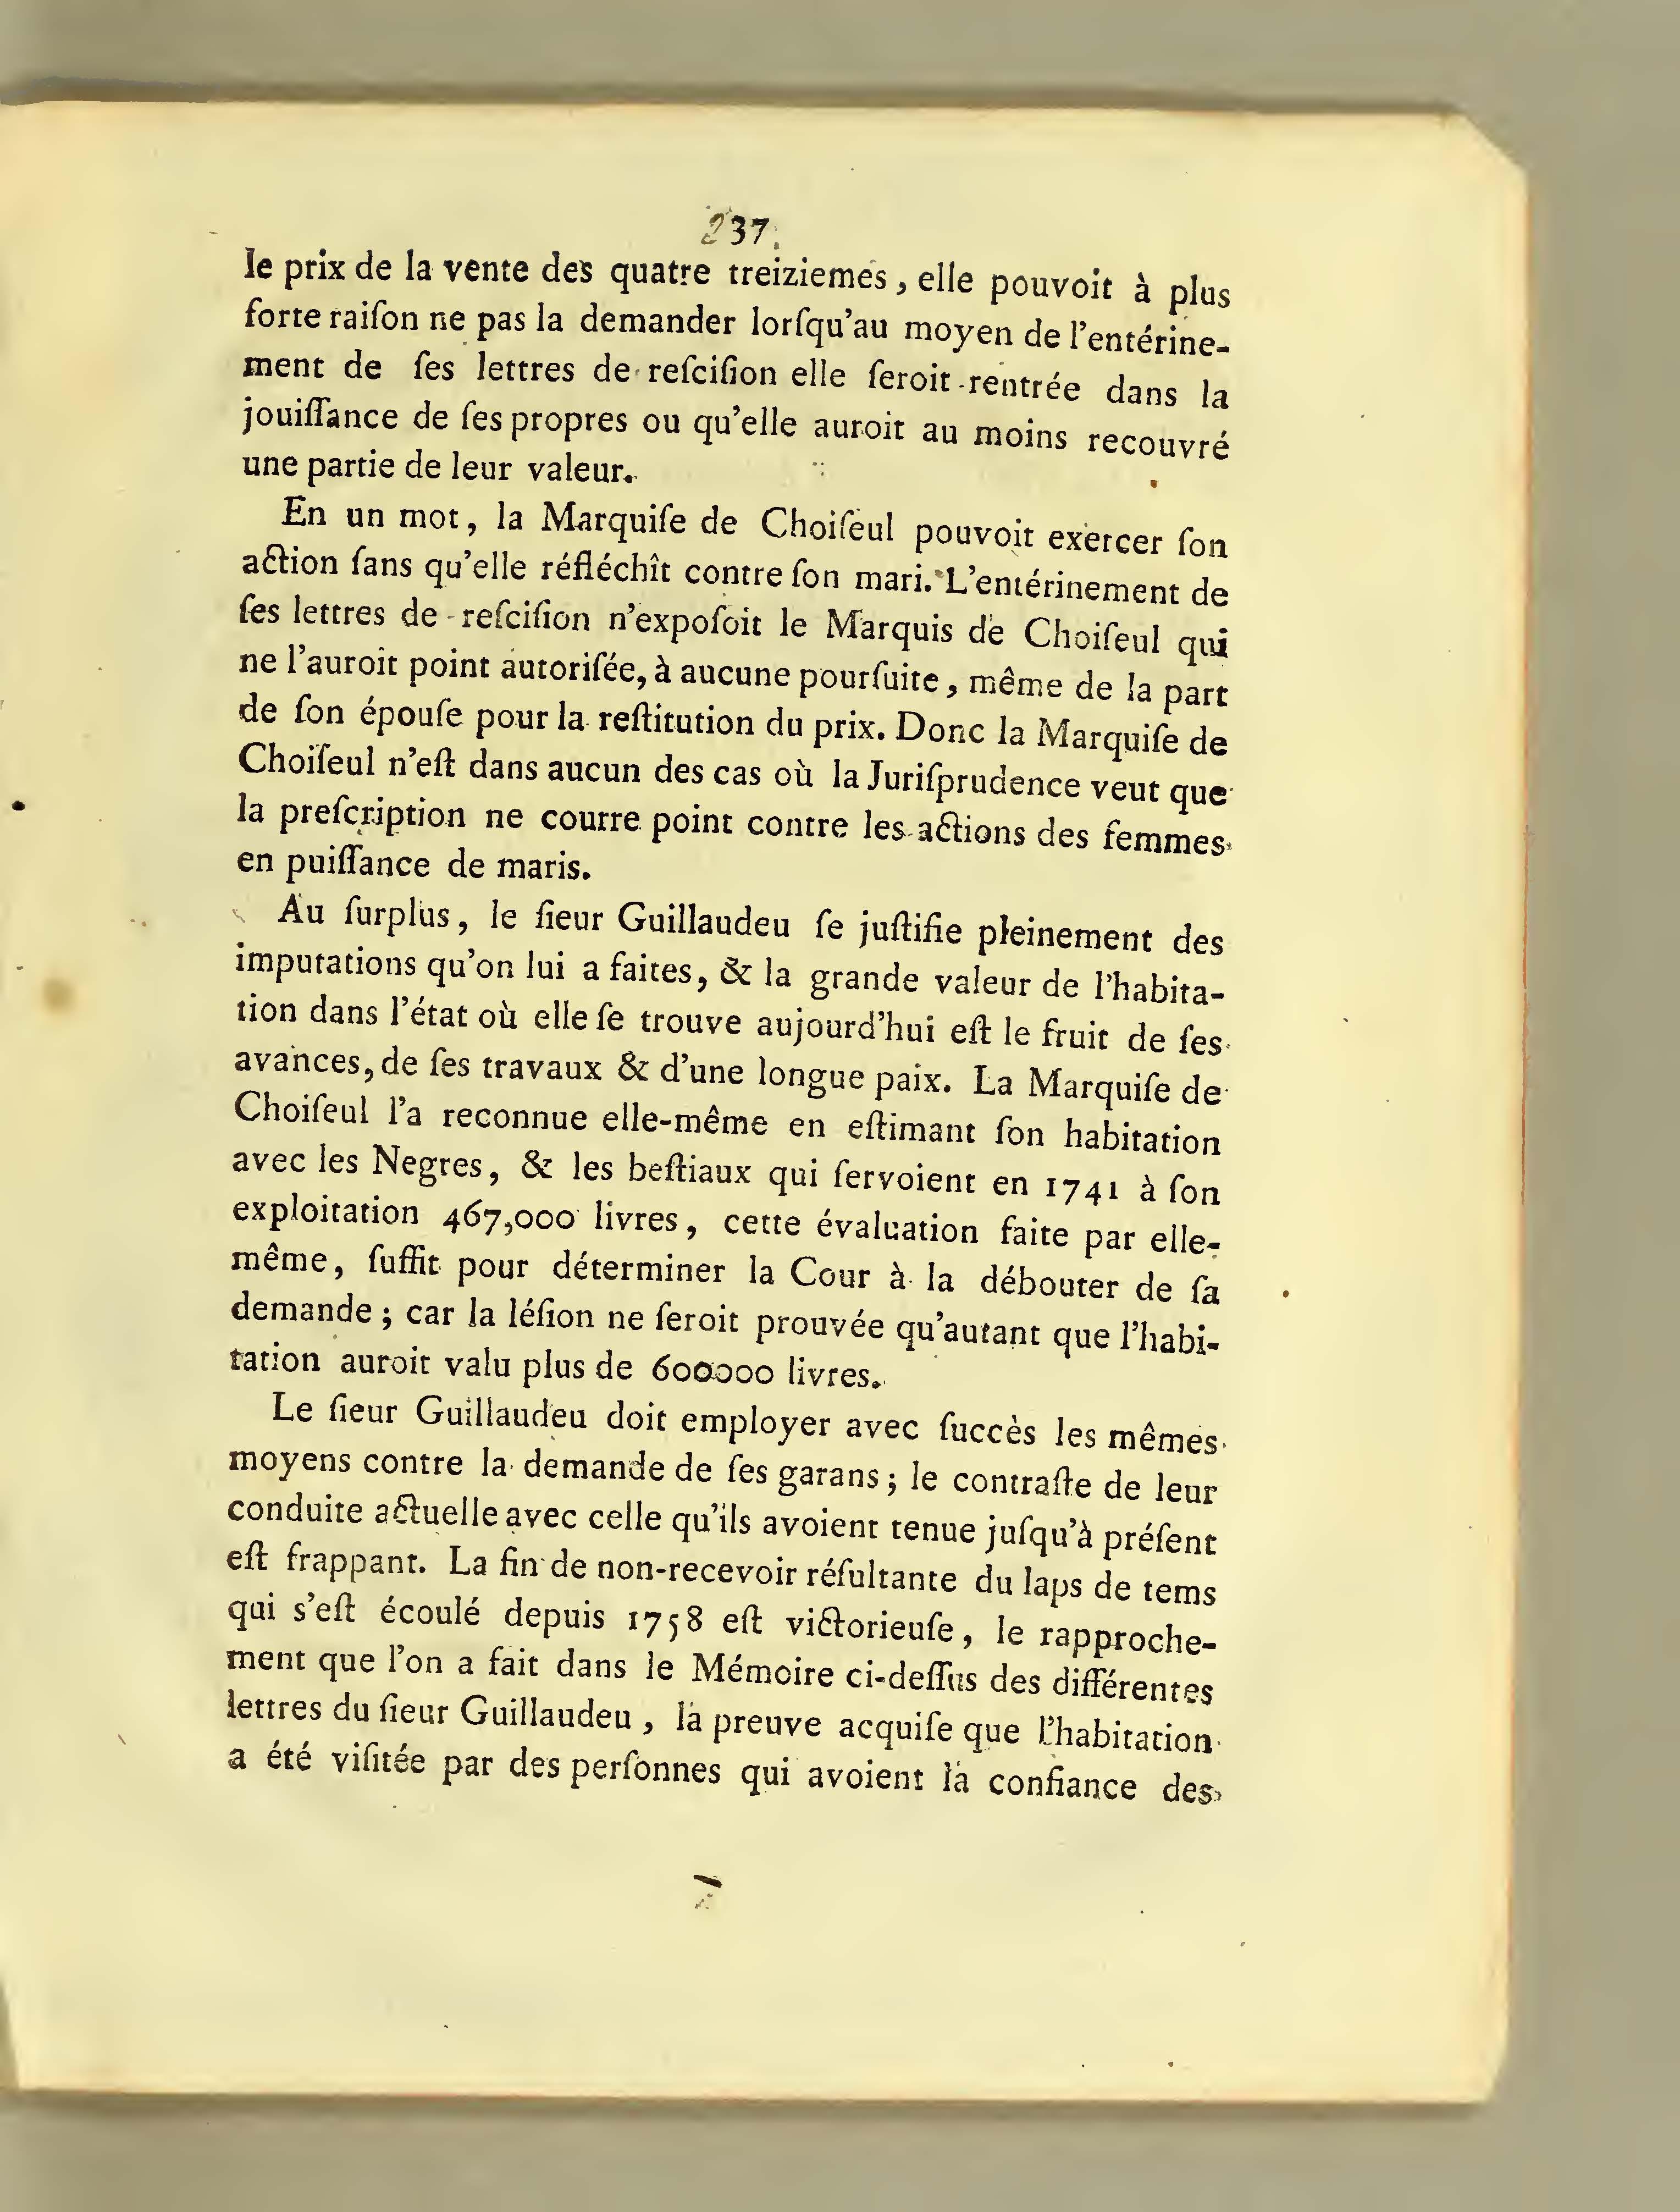 237.
le prix de la vente des quatre treiziemes, elle pouvoit à plus
forte raiſon ne pas la demander lorſqu'au moyen de l'entérine-
ment de ſes lettres de reſciſion elle ſeroit rentrée dans la
jouiſſance de ſes propres ou qu'elle auroit au moins recouvré
une partie de leur valeur.
En un mot, la Marquiſe de Choiſeul pouvoit exercer ſon
action ſans qu'elle réfléchît contre ſon mari. L'entérinement de
ſes lettres de reſciſion n'expoſoit le Marquis de Choiſeul qui
ne l'auroit point autoriſée, à aucune pourſuite, même de la part
de ſon épouſe pour la reſtitution du prix. Donc la Marquiſe de
Choiſeul n'eſt dans aucun des cas où la Juriſprudence veut que
la preſcription ne courre point contre les actions des femmes
en puiſſance de maris.
Au ſurplus, le ſieur Guillaudeu ſe juſtifie pleinement des
imputations qu'on lui a faites, & la grande valeur de l'habita-
tion dans l'état où elle ſe trouve aujourd'hui eſt le fruit de ſes
avances, de ſes travaux & d'une longue paix. La Marquiſe de
Choiſeul l'a reconnue elle-même en eſtimant ſon habitation
avec les Negres, & les beſtiaux qui ſervoient en 1741 à ſon
exploitation 467,000 livres, cette évaluation faite par elle-
même, ſuffit pour déterminer la Cour à la débouter de ſa
demande ; car la léſion ne ſeroit prouvée qu'autant que l'habi-
tation auroit valu plus de 600000 livres.
Le ſieur Guillaudeu doit employer avec ſuccès les mêmes
moyens contre la demande de ſes garans ; le contraſte de leur
conduite actuelle avec celle qu'ils avoient tenue juſqu'à préſent
eſt frappant. La fin de non-recevoir réſultante du laps de tems
qui s'eſt écoulé depuis 1758 eſt victorieuſe, le rapproche-
ment que l'on a fait dans le Mémoire ci-deſſus des différentes
lettres du ſieur Guillaudeu, la preuve acquiſe que l'habitation
a été viſitée par des perſonnes qui avoient la confiance des